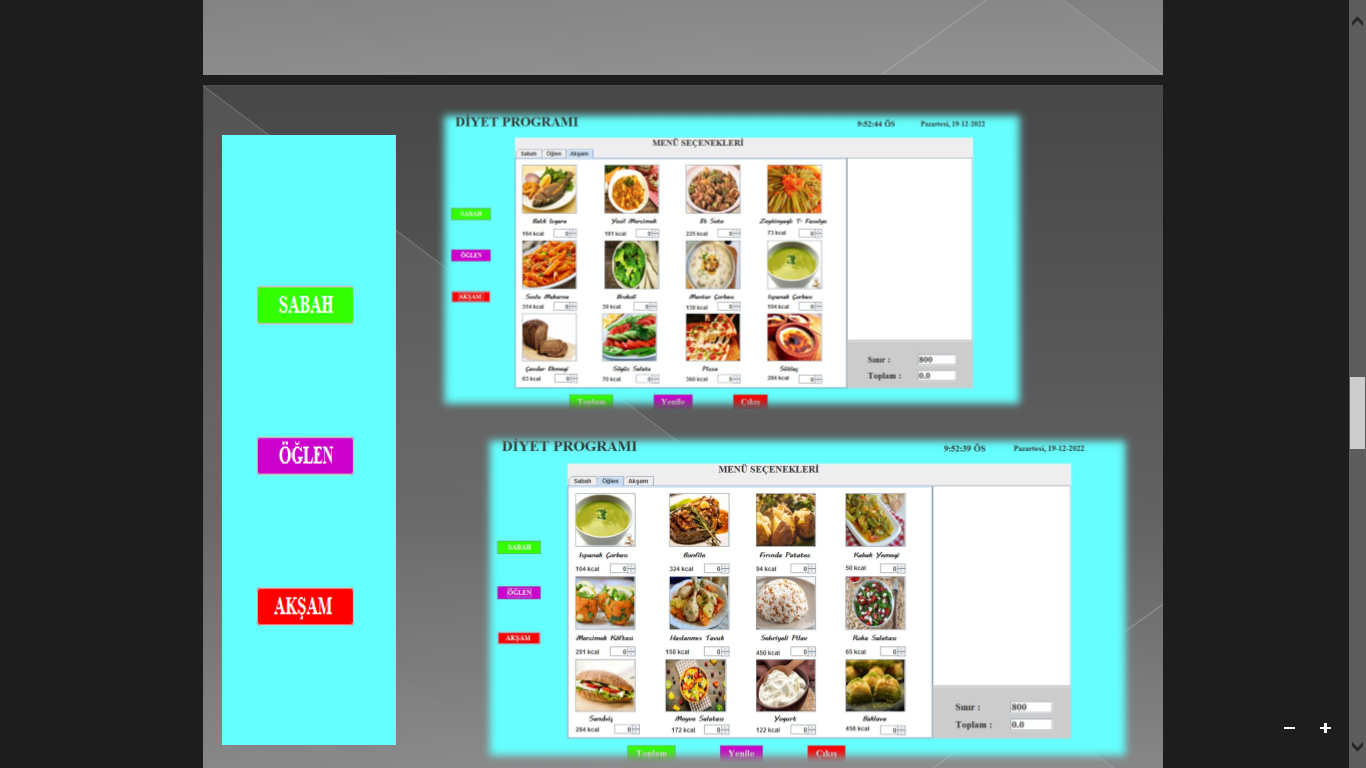 SABAH
ÖĞLEN
AKŞAM
DİYET PROGRAMI
9:52:44 ÖS Pazartesi, 19-12-2022
MENÜ SEÇENEKLERİ
Sabah Öğlen Akşam
SABAH
ÖĞLEN
AKŞAM
Balık Izgara Yesil Mercimek Et Sote Zeytinyagli T- Fasulye
184 kcal 0 181 kcal 0 225 kcal 0 73 kcal 0
Soslu Makarna Brokoli Mantar Çorbası Ispanak Çorbası
314 kcal 0 39 kcal 0 139 kcal 0 104 kcal 0
Çavdar Ekmegi Söğüş Salata Pizza Sütlaç
63 kcal 0 70 kcal 0 360 kcal 0 284 kcal 0
Sınır : 800
Toplam : 0.0
Toplam Yenile Çıkış
DİYET PROGRAMI
9:52:39 ÖS Pazartesi, 19-12-2022
MENÜ SEÇENEKLERİ
Sabah Öğlen Akşam
SABAH
ÖĞLEN
AKŞAM
Ispanak Çorbası Bonfile Fırında Patates Kabak Yemegi
104 kcal 0 324 kcal 0 94 kcal 0 50 kcal 0
Mercimek Köftesi Haslanmıs Tavuk Sehriyeli Pilav Roka Salatası
291 kcal 0 158 kcal 0 450 kcal 0 65 kcal 0
Sandviç Meyve Salatası Yogurt Baklava
284 kcal 0 172 kcal 0 122 kcal 0 458 kcal 0
Sınır : 800
Toplam : 0.0
Toplam Yenile Çıkış